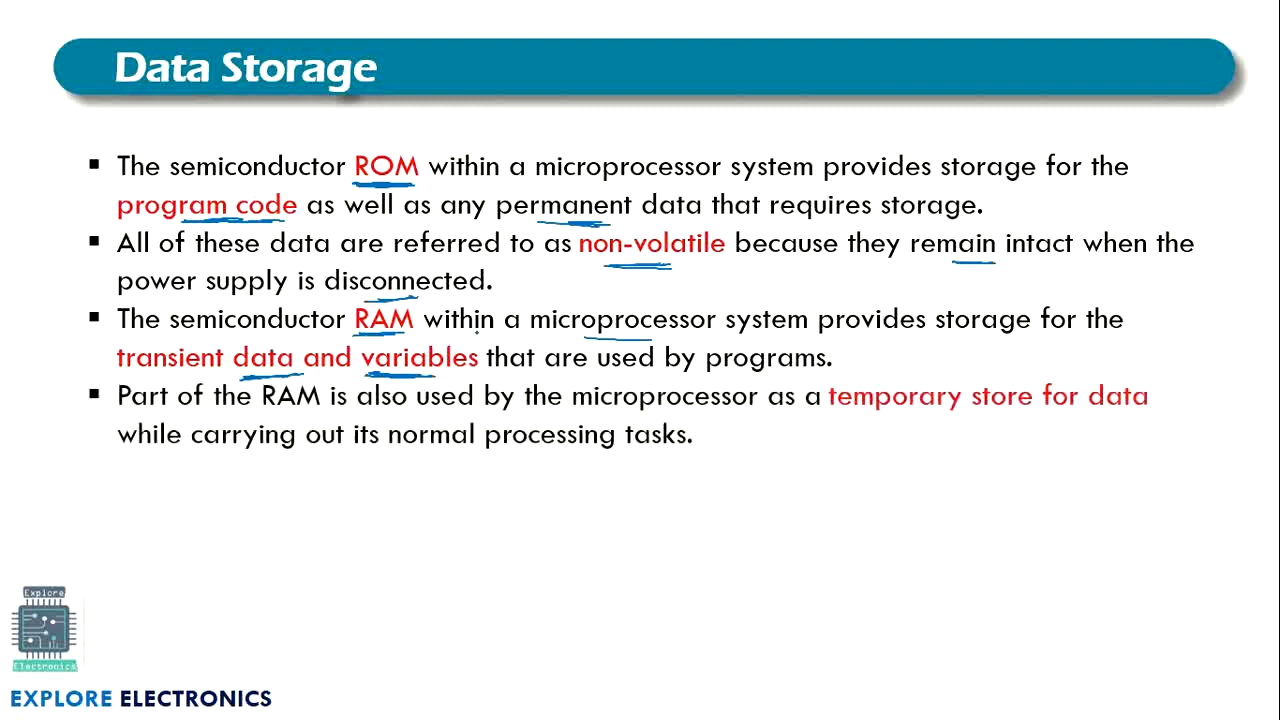 Data Storage
▪ The semiconductor ROM within a microprocessor system provides storage for the
program code as well as any permanent data that requires storage.
▪ All of these data are referred to as non-volatile because they remain intact when the
power supply is disconnected.
▪ The semiconductor RAM within a microprocessor system provides storage for the
transient data and variables that are used by programs.
▪ Part of the RAM is also used by the microprocessor as a temporary store for data
while carrying out its normal processing tasks.
Explore
Electronics
EXPLORE ELECTRONICS